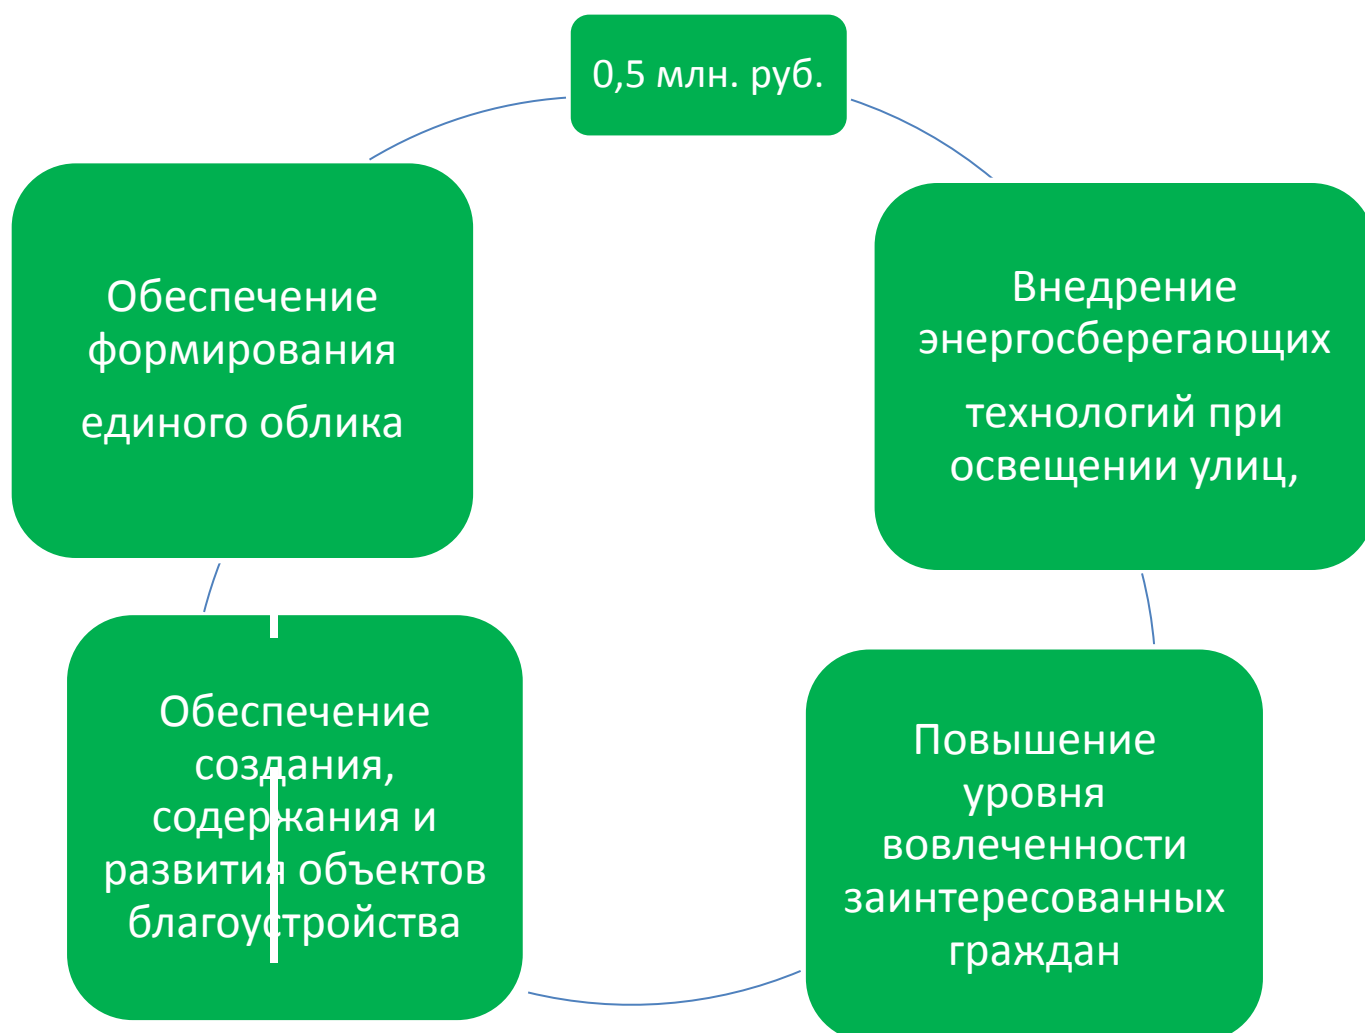 0,5 млн. руб.
Обеспечение
формирования
единого облика
Внедрение
энергосберегающих
технологий при
освещении улиц,
Обеспечение
создания,
содержания и
развития объектов
благоустройства
Повышение
уровня
вовлеченности
заинтересованных
граждан